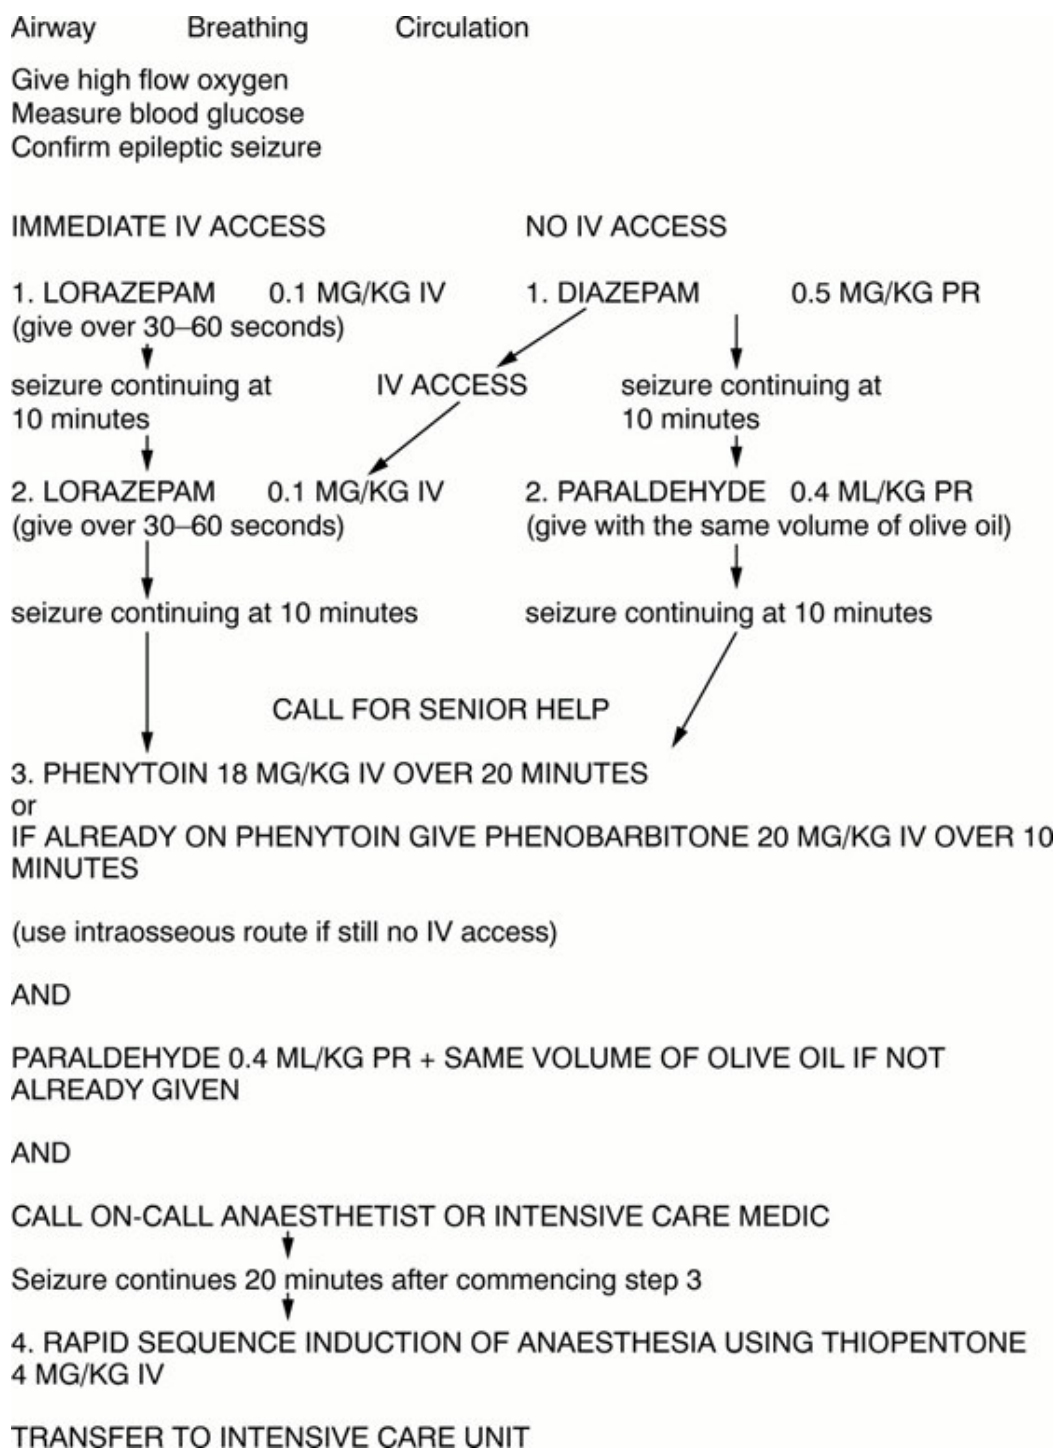 Airway Breathing Circulation
Give high flow oxygen
Measure blood glucose
Confirm epileptic seizure
IMMEDIATE IV ACCESS NO IV ACCESS
1. LORAZEPAM 0.1 MG/KG IV 1. DIAZEPAM 0.5 MG/KG PR
(give over 30–60 seconds)
seizure continuing at IV ACCESS seizure continuing at
10 minutes 10 minutes
2. LORAZEPAM 0.1 MG/KG IV 2. PARALDEHYDE 0.4 ML/KG PR
(give over 30–60 seconds) (give with the same volume of olive oil)
seizure continuing at 10 minutes seizure continuing at 10 minutes
CALL FOR SENIOR HELP
3. PHENYTOIN 18 MG/KG IV OVER 20 MINUTES
or
IF ALREADY ON PHENYTOIN GIVE PHENOBARBITONE 20 MG/KG IV OVER 10
MINUTES
(use intraosseous route if still no IV access)
AND
PARALDEHYDE 0.4 ML/KG PR + SAME VOLUME OF OLIVE OIL IF NOT
ALREADY GIVEN
AND
CALL ON-CALL ANAESTHETIST OR INTENSIVE CARE MEDIC
Seizure continues 20 minutes after commencing step 3
4. RAPID SEQUENCE INDUCTION OF ANAESTHESIA USING THIOPENTONE
4 MG/KG IV
TRANSFER TO INTENSIVE CARE UNIT